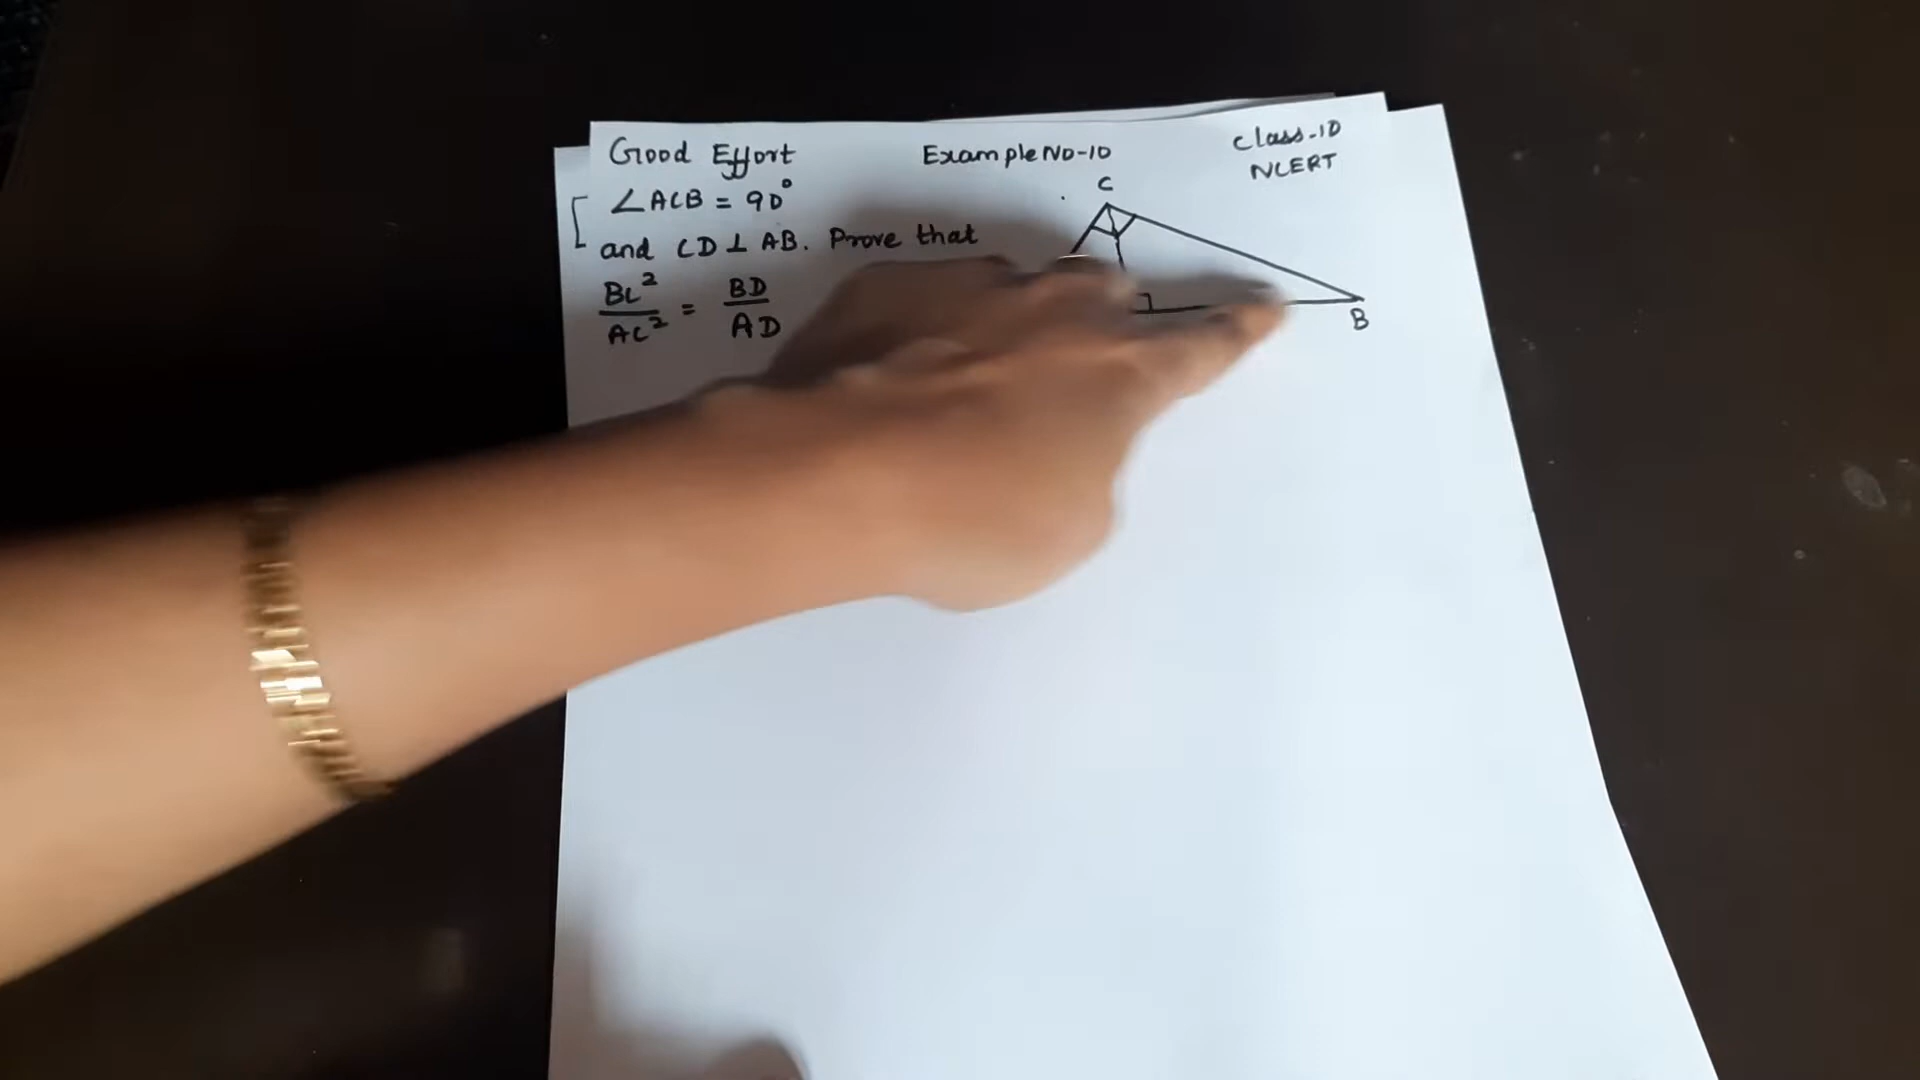 Good Effort
Example No-10
Class-10
NCERT
∠ACB = 90°
and CD ⊥ AB. Prove that
BC²/AC² = BD/AD
C
B